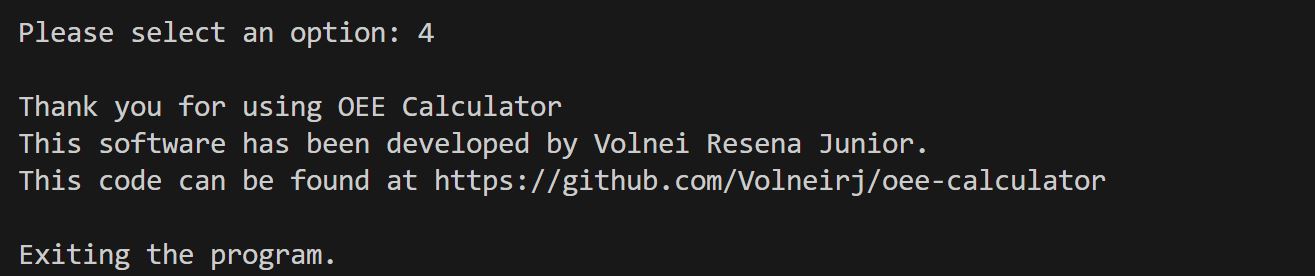 Please select an option: 4
Thank you for using OEE Calculator
This software has been developed by Volnei Resena Junior.
This code can be found at https://github.com/Volneirj/oee-calculator
Exiting the program.